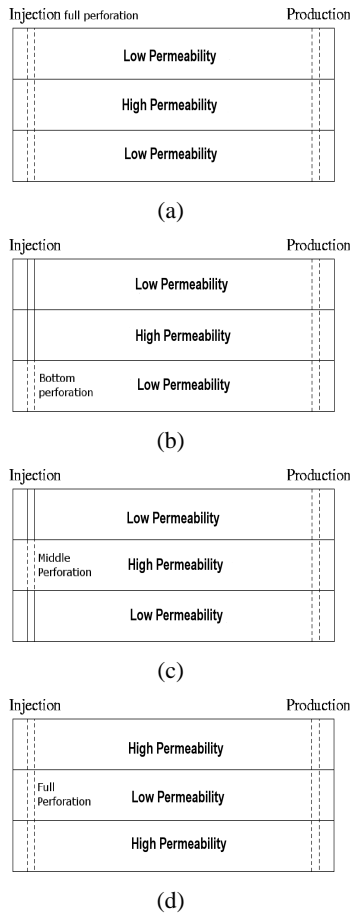 Injection full perforation Production
Low Permeability
High Permeability
Low Permeability
(a)
Injection Production
Low Permeability
High Permeability
Bottom
perforation Low Permeability
(b)
Injection Production
Low Permeability
Middle
Perforation High Permeability
Low Permeability
(c)
Injection Production
High Permeability
Full
Perforation Low Permeability
High Permeability
(d)